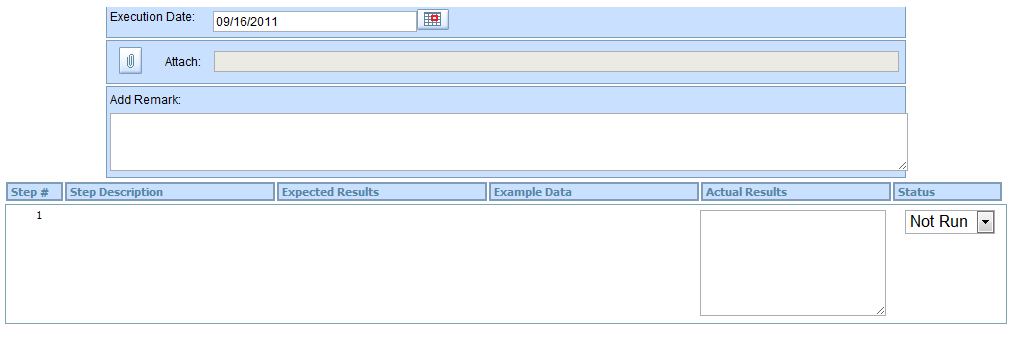 Execution Date: 09/16/2011
Attach:
Add Remark:
Step # Step Description Expected Results Example Data Actual Results Status
1 Not Run